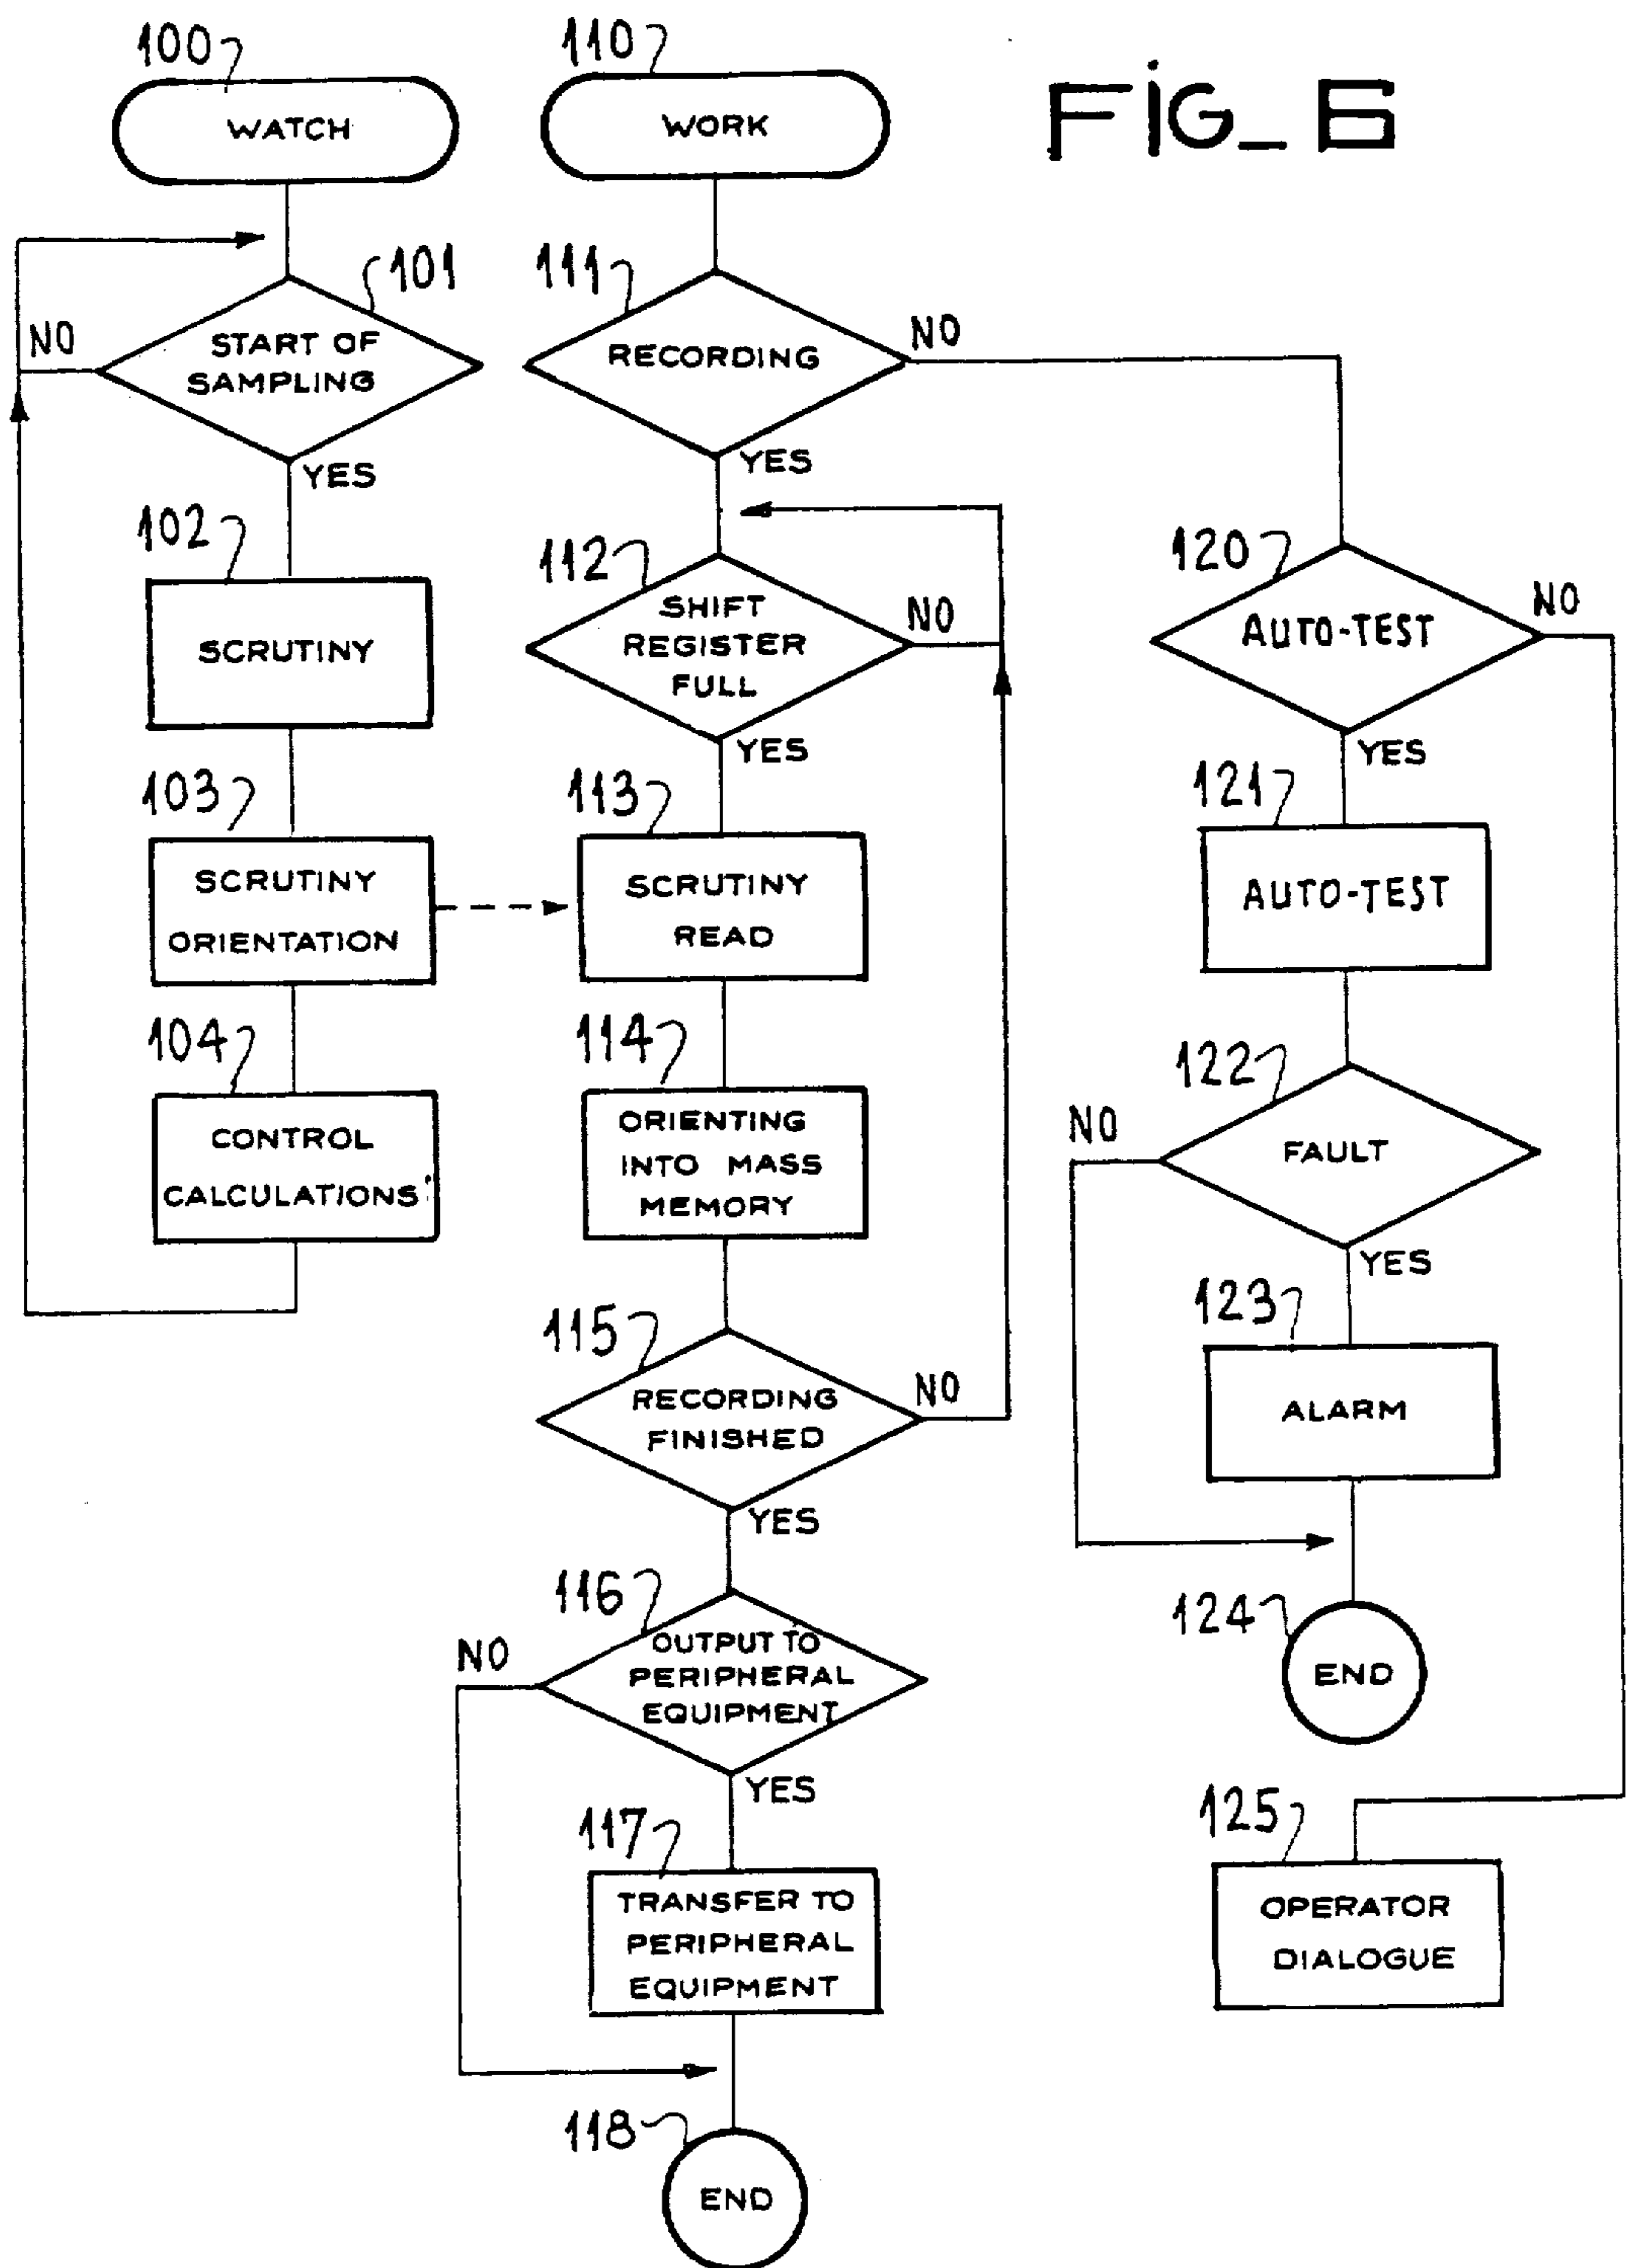 FIG_6
100
WATCH
101
START OF
SAMPLING
NO
YES
102
SCRUTINY
103
SCRUTINY
ORIENTATION
104
CONTROL
CALCULATIONS
110
WORK
111
RECORDING
NO
YES
112
SHIFT
REGISTER
FULL
NO
YES
113
SCRUTINY
READ
114
ORIENTING
INTO MASS
MEMORY
115
RECORDING
FINISHED
NO
YES
116
OUTPUT TO
PERIPHERAL
EQUIPMENT
NO
YES
117
TRANSFER TO
PERIPHERAL
EQUIPMENT
118
END
120
AUTO-TEST
NO
YES
121
AUTO-TEST
122
FAULT
NO
YES
123
ALARM
124
END
125
OPERATOR
DIALOGUE